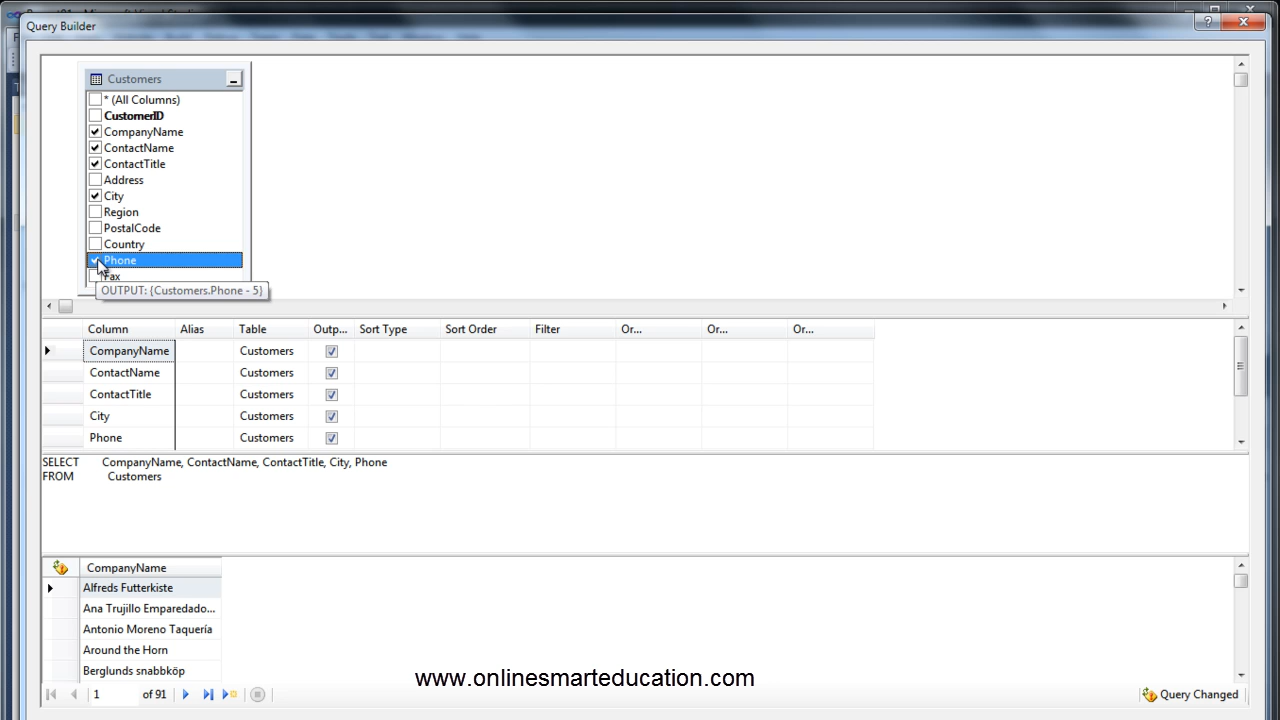 Query Builder
Customers
* (All Columns)
CustomerID
CompanyName
ContactName
ContactTitle
Address
City
Region
PostalCode
Country
Phone
Fax
OUTPUT: {Customers.Phone - 5}
Column Alias Table Outp... Sort Type Sort Order Filter Or... Or... Or...
CompanyName Customers
ContactName Customers
ContactTitle Customers
City Customers
Phone Customers
SELECT CompanyName, ContactName, ContactTitle, City, Phone
FROM Customers
CompanyName
Alfreds Futterkiste
Ana Trujillo Emparedado...
Antonio Moreno Taquería
Around the Horn
Berglunds snabbköp
www.onlinesmarteducation.com
1 of 91
Query Changed